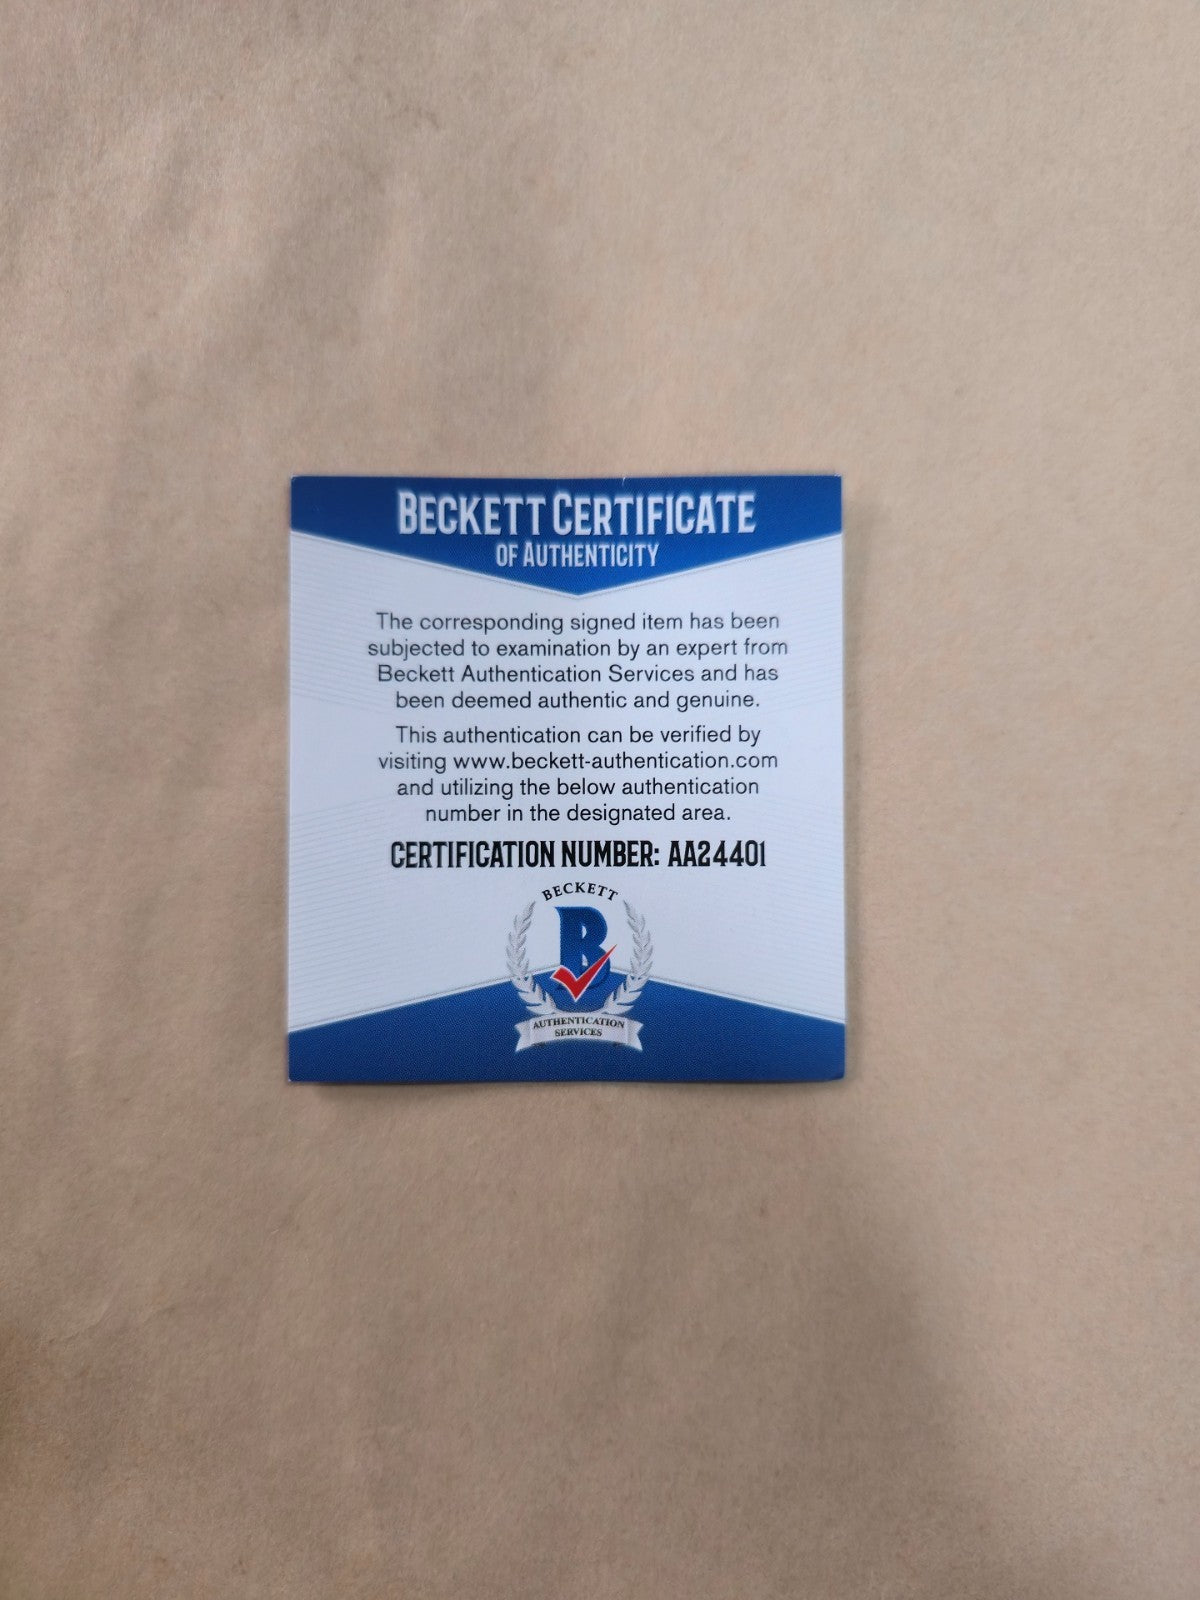 BECKETT CERTIFICATE
OF AUTHENTICITY
The corresponding signed item has been
subjected to examination by an expert from
Beckett Authentication Services and has
been deemed authentic and genuine.
This authentication can be verified by
visiting www.beckett-authentication.com
and utilizing the below authentication
number in the designated area.
CERTIFICATION NUMBER: AA24401
BECKETT
B
AUTHENTICATION
SERVICES